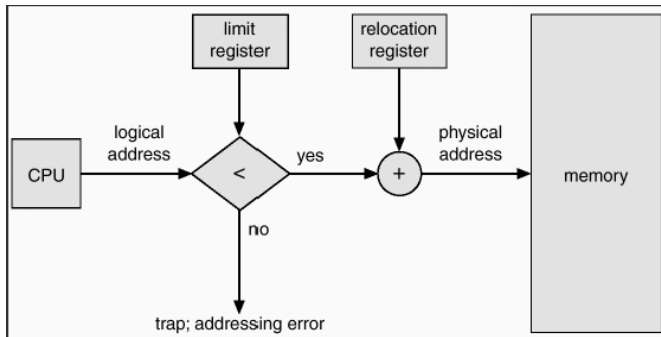 limit
register
relocation
register
logical
address
physical
address
CPU
<
yes
+
memory
no
trap; addressing error